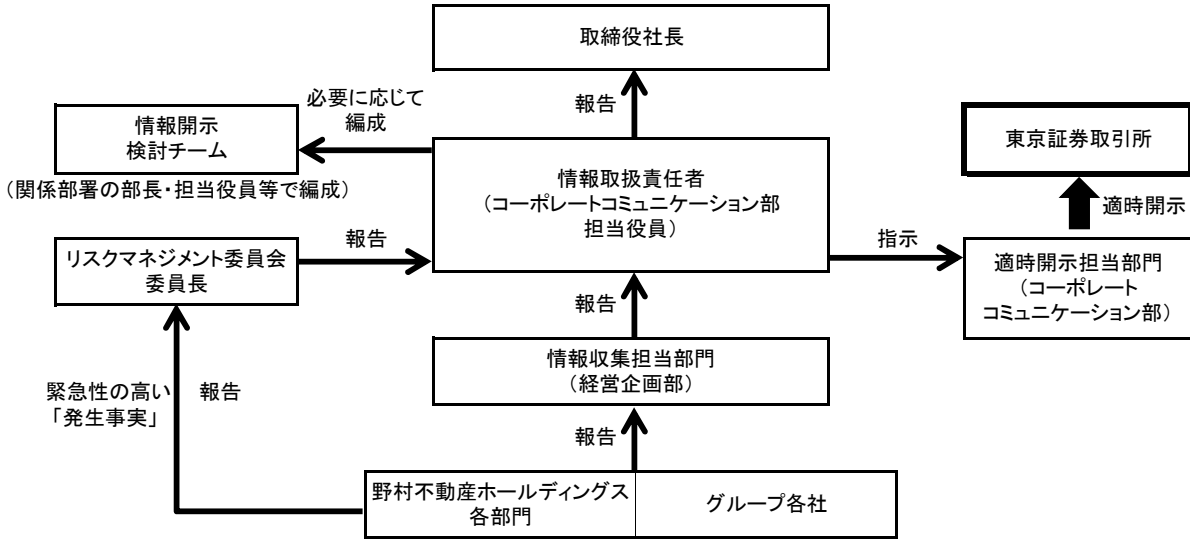 取締役社長
報告
必要に応じて
編成
情報開示
検討チーム
（関係部署の部長・担当役員等で編成）
情報取扱責任者
（コーポレートコミュニケーション部
担当役員）
東京証券取引所
適時開示
リスクマネジメント委員会
委員長
報告
指示
適時開示担当部門
（コーポレート
コミュニケーション部）
報告
情報収集担当部門
（経営企画部）
緊急性の高い
「発生事実」
報告
報告
野村不動産ホールディングス
各部門
グループ各社